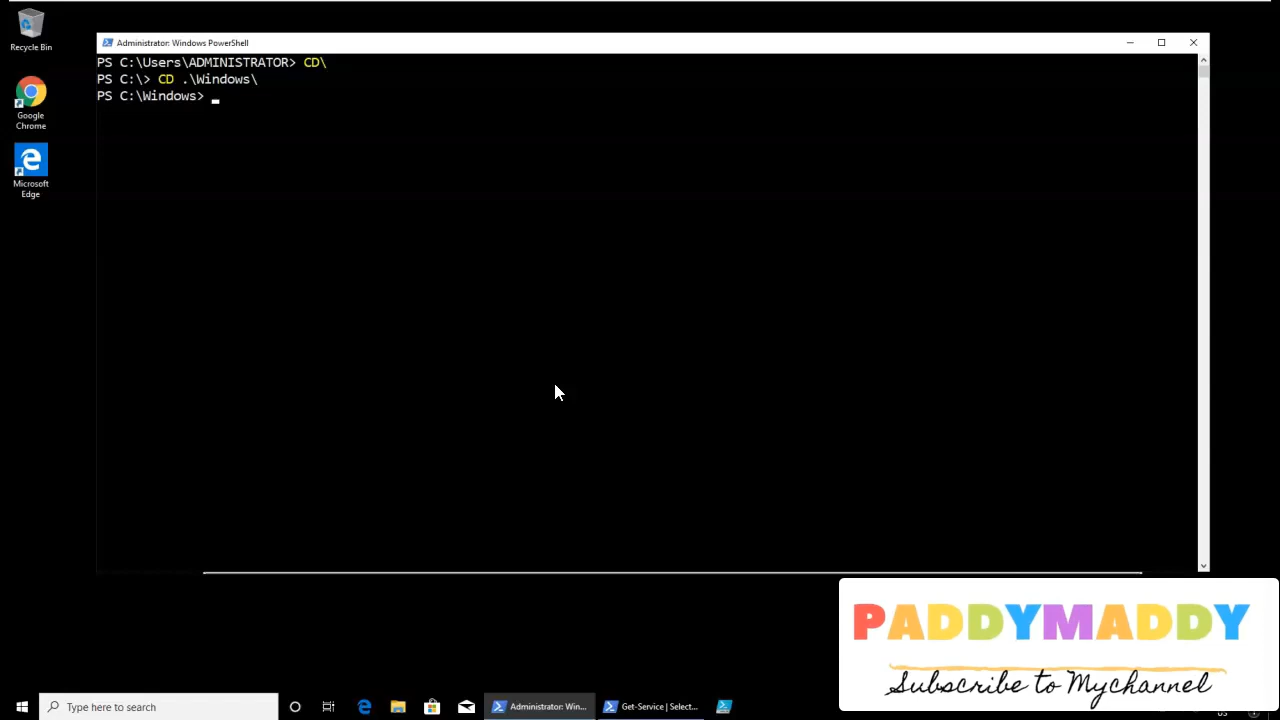 Recycle Bin
Administrator: Windows PowerShell
PS C:\Users\ADMINISTRATOR> CD\
PS C:\> CD .\Windows\
PS C:\Windows>
Google
Chrome
Microsoft
Edge
PADDYMADDY
Subscribe to Mychannel
Type here to search
Administrator: Win...
Get-Service | Select...